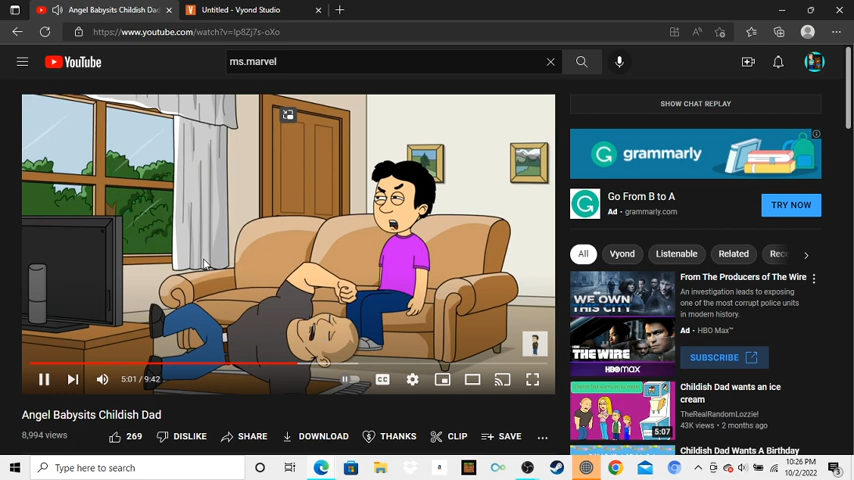 Angel Babysits Childish Dad
Untitled - Vyond Studio
https://www.youtube.com/watch?v=lp8Zj7s-oXo
YouTube
ms.marvel
SHOW CHAT REPLAY
grammarly
Go From B to A
Ad • grammarly.com
TRY NOW
All
Vyond
Listenable
Related
Rec
WE OWN
THIS CITY
THE WIRE
HBOMAX
From The Producers of The Wire
An investigation leads to exposing
one of the most corrupt police units
in modern history.
Ad • HBO Max™
SUBSCRIBE
5:07
Childish Dad wants an ice
cream
TheRealRandomLozzie!
43K views • 2 months ago
Childish Dad Wants A Birthday
5:01 / 9:42
CC
Angel Babysits Childish Dad
8,994 views
269
DISLIKE
SHARE
DOWNLOAD
THANKS
CLIP
SAVE
Type here to search
a
10:26 PM
10/2/2022
3